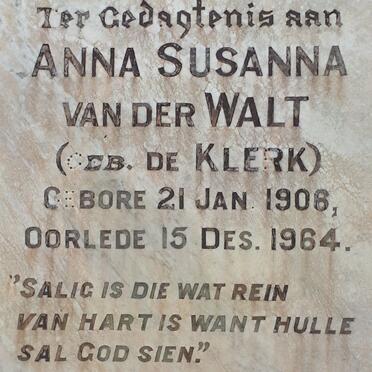 Ter Gedagtenis aan
ANNA SUSANNA
VAN DER WALT
(GEB. DE KLERK)
GEBORE 21 JAN. 1906,
OORLEDE 15 DES. 1964.
"SALIG IS DIE WAT REIN
VAN HART IS WANT HULLE
SAL GOD SIEN."